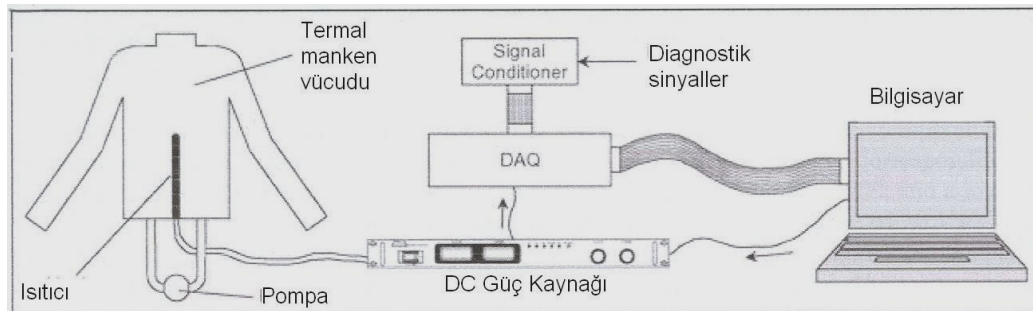 Termal
manken
vücudu
Signal
Conditioner
Diagnostik
sinyaller
Bilgisayar
DAQ
Isıtıcı
Pompa
DC Güç Kaynağı